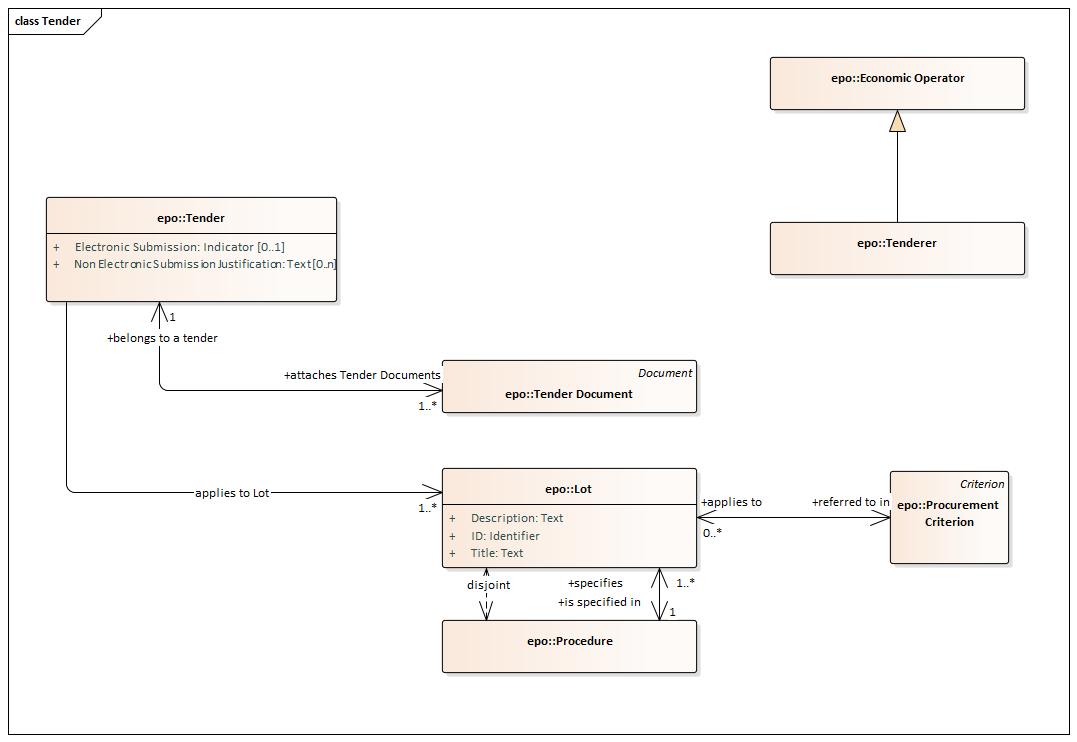 class Tender
epo::Economic Operator
epo::Tenderer
epo::Tender
+ Electronic Submission: Indicator [0..1]
+ Non Electronic Submission Justification: Text [0..n]
1
+belongs to a tender
+attaches Tender Documents
1..*
Document
epo::Tender Document
applies to Lot
1..*
epo::Lot
+ Description: Text
+ ID: Identifier
+ Title: Text
+applies to
0..*
+referred to in
Criterion
epo::Procurement
Criterion
disjoint
+specifies
1..*
+is specified in
1
epo::Procedure